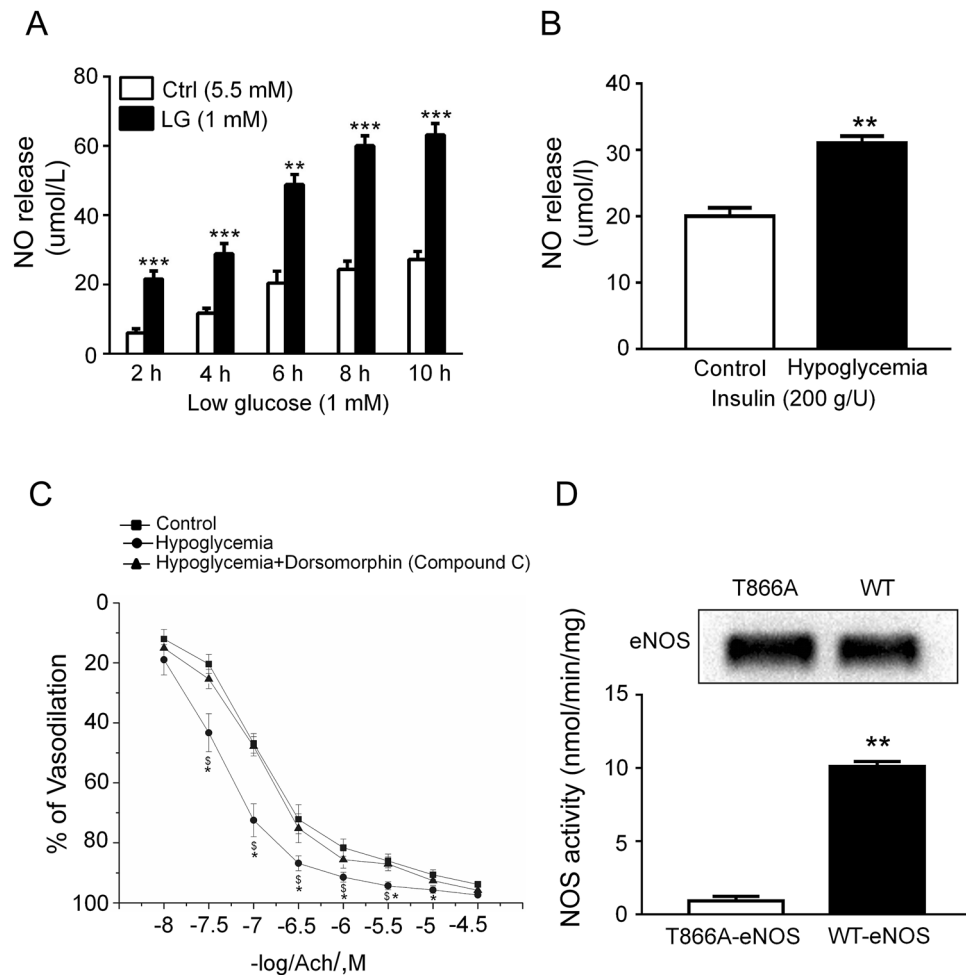 A
NO release
(umol/L)
80
60
40
20
0
Ctrl (5.5 mM)
LG (1 mM)
***
***
**
***
***
2 h 4 h 6 h 8 h 10 h
Low glucose (1 mM)
B
NO release
(umol/l)
40
30
20
10
0
**
Control Hypoglycemia
Insulin (200 g/U)
C
Control
Hypoglycemia
Hypoglycemia+Dorsomorphin (Compound C)
% of Vasodilation
0
20
40
60
80
100
$
*
$
*
$
*
$
*
$ *
*
-8 -7.5 -7 -6.5 -6 -5.5 -5 -4.5
-log/Ach/,M
D
T866A WT
eNOS
NOS activity (nmol/min/mg)
15
10
5
0
**
T866A-eNOS WT-eNOS